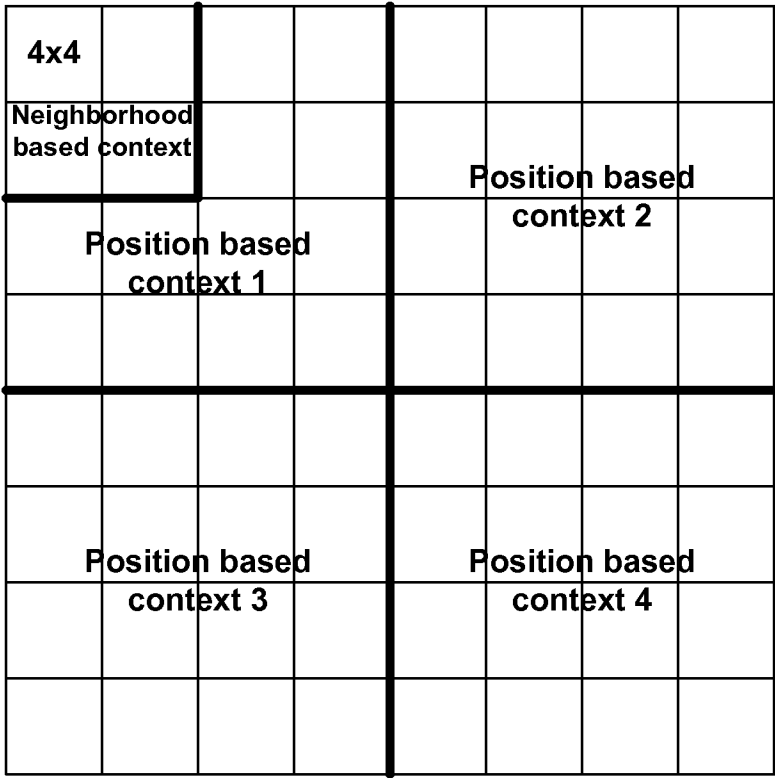 4x4
Neighborhood
based context
Position based
context 2
Position based
context 1
Position based
context 3
Position based
context 4